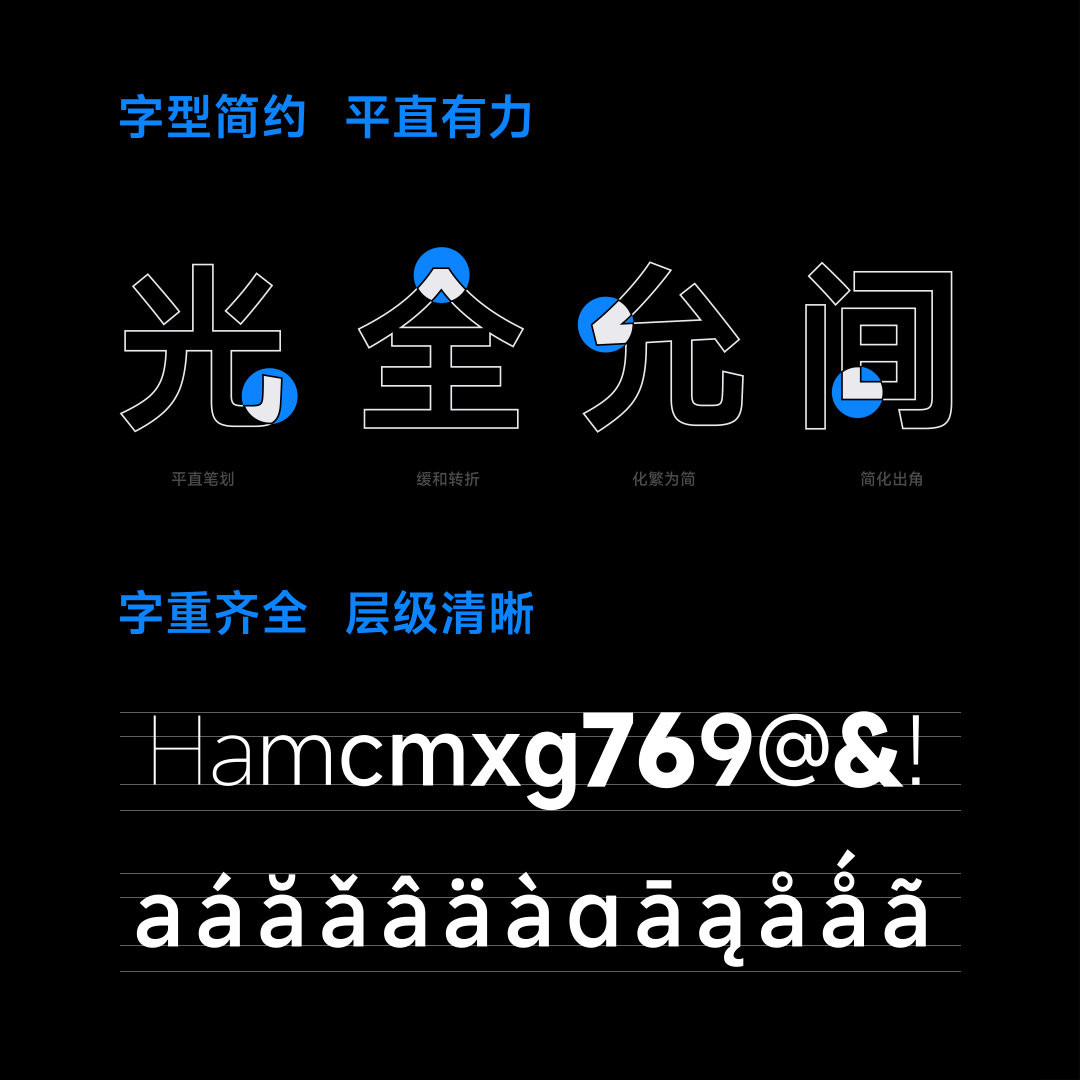 字型简约 平直有力
光全允间
平直笔划 缓和转折 化繁为简 简化出角
字重齐全 层级清晰
Hamcmxg769@&!
aáăǎâäàɑāąåǻã